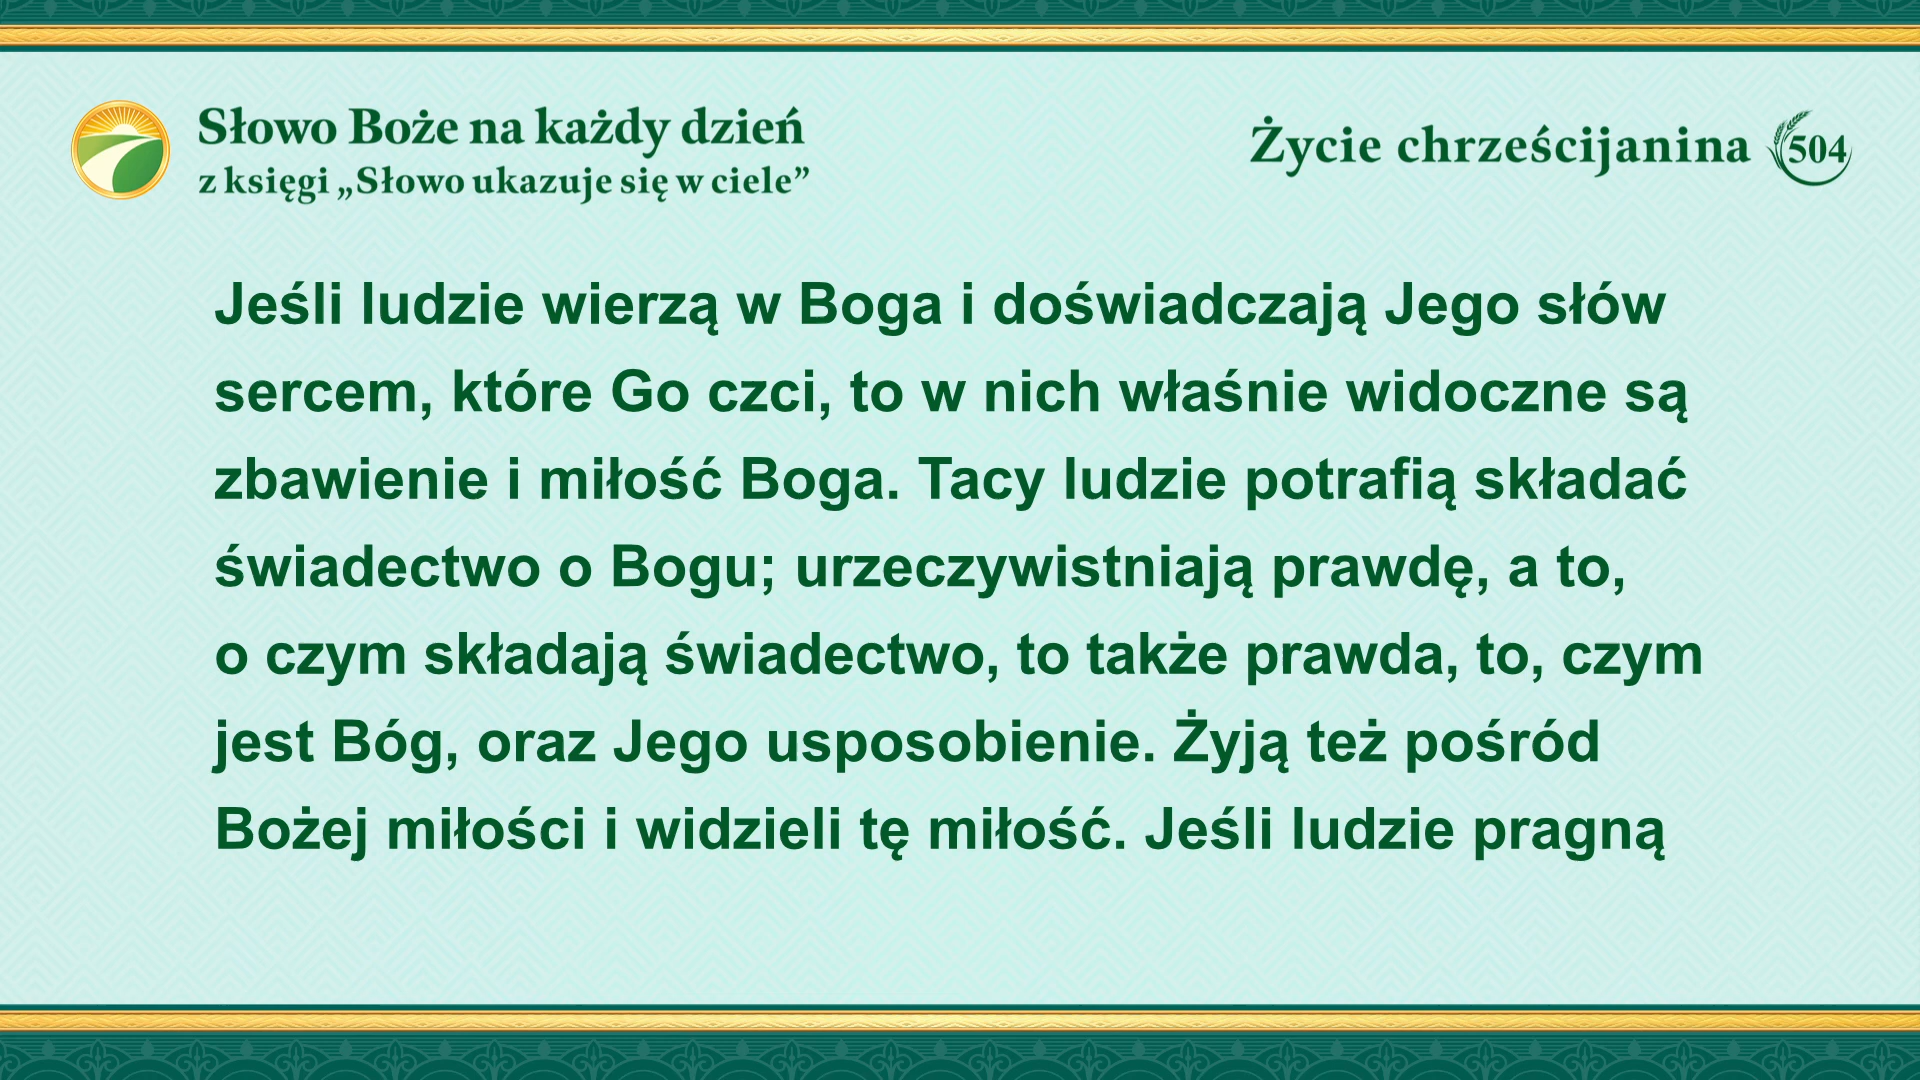 Słowo Boże na każdy dzień
z księgi „Słowo ukazuje się w ciele”
Życie chrześcijanina 504
Jeśli ludzie wierzą w Boga i doświadczają Jego słów
sercem, które Go czci, to w nich właśnie widoczne są
zbawienie i miłość Boga. Tacy ludzie potrafią składać
świadectwo o Bogu; urzeczywistniają prawdę, a to,
o czym składają świadectwo, to także prawda, to, czym
jest Bóg, oraz Jego usposobienie. Żyją też pośród
Bożej miłości i widzieli tę miłość. Jeśli ludzie pragną